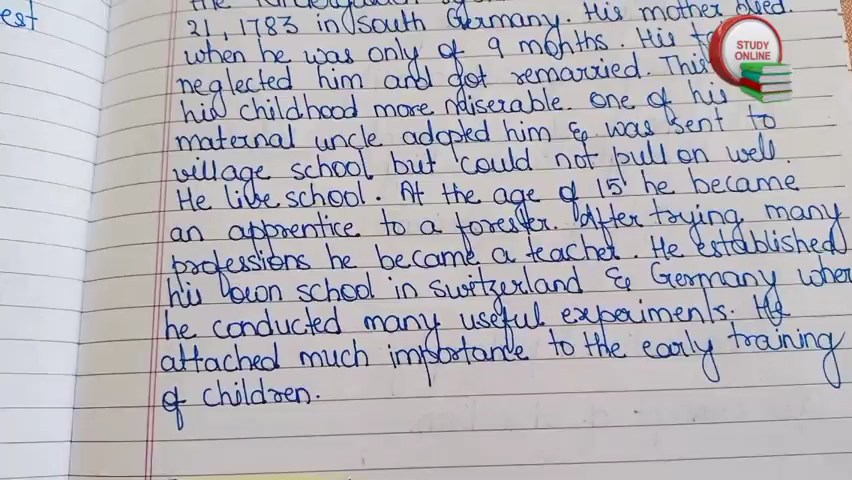 est
the
21, 1783 in south Germany. His mother died
when he was only of 9 months. His
neglected him and got remarried. This
his childhood more miserable. One of his
maternal uncle adopted him & was sent to
village school but could not pull on well.
He live school. At the age of 15 he became
an apprentice to a forester. After trying many
professions he became a teacher. He established
his own school in switzerland & Germany wher
he conducted many useful experiments. He
attached much importance to the early training
of children.
STUDY
ONLINE